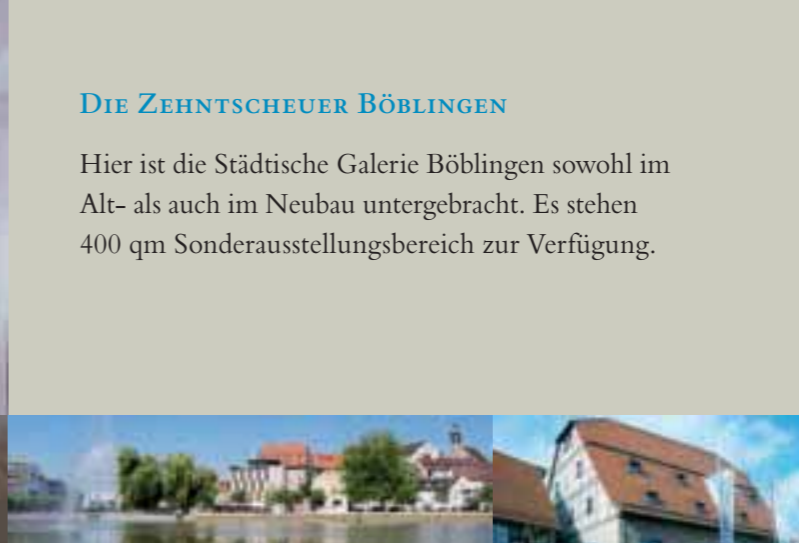 Die Zehntscheuer Böblingen
Hier ist die Städtische Galerie Böblingen sowohl im
Alt- als auch im Neubau untergebracht. Es stehen
400 qm Sonderausstellungsbereich zur Verfügung.